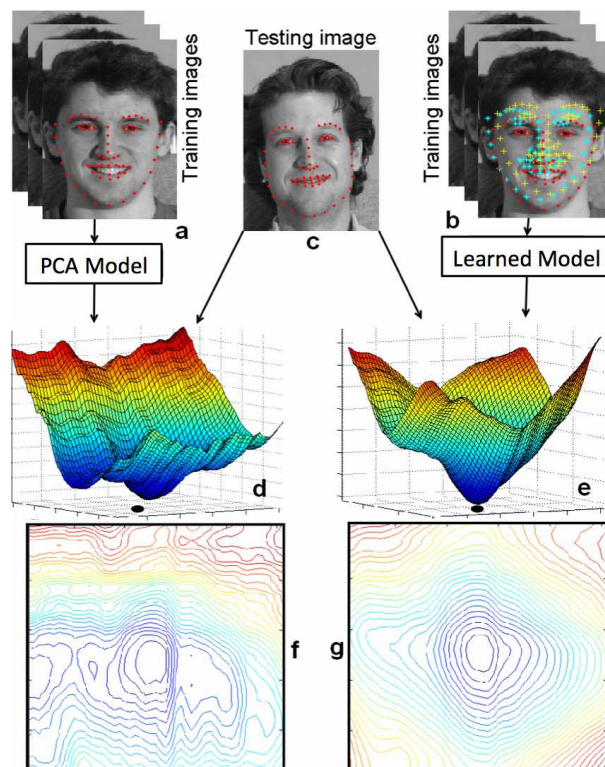 Testing image
Training images
Training images
a
b
c
PCA Model
Learned Model
d
e
f
g